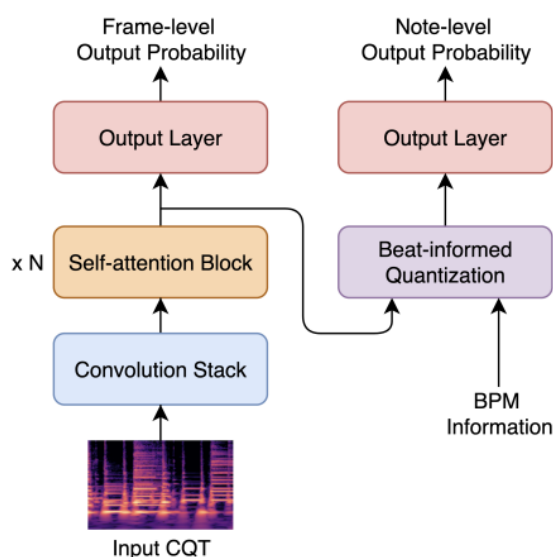 Frame-level
Output Probability
Note-level
Output Probability
Output Layer
Output Layer
x N
Self-attention Block
Beat-informed
Quantization
Convolution Stack
BPM
Information
Input CQT